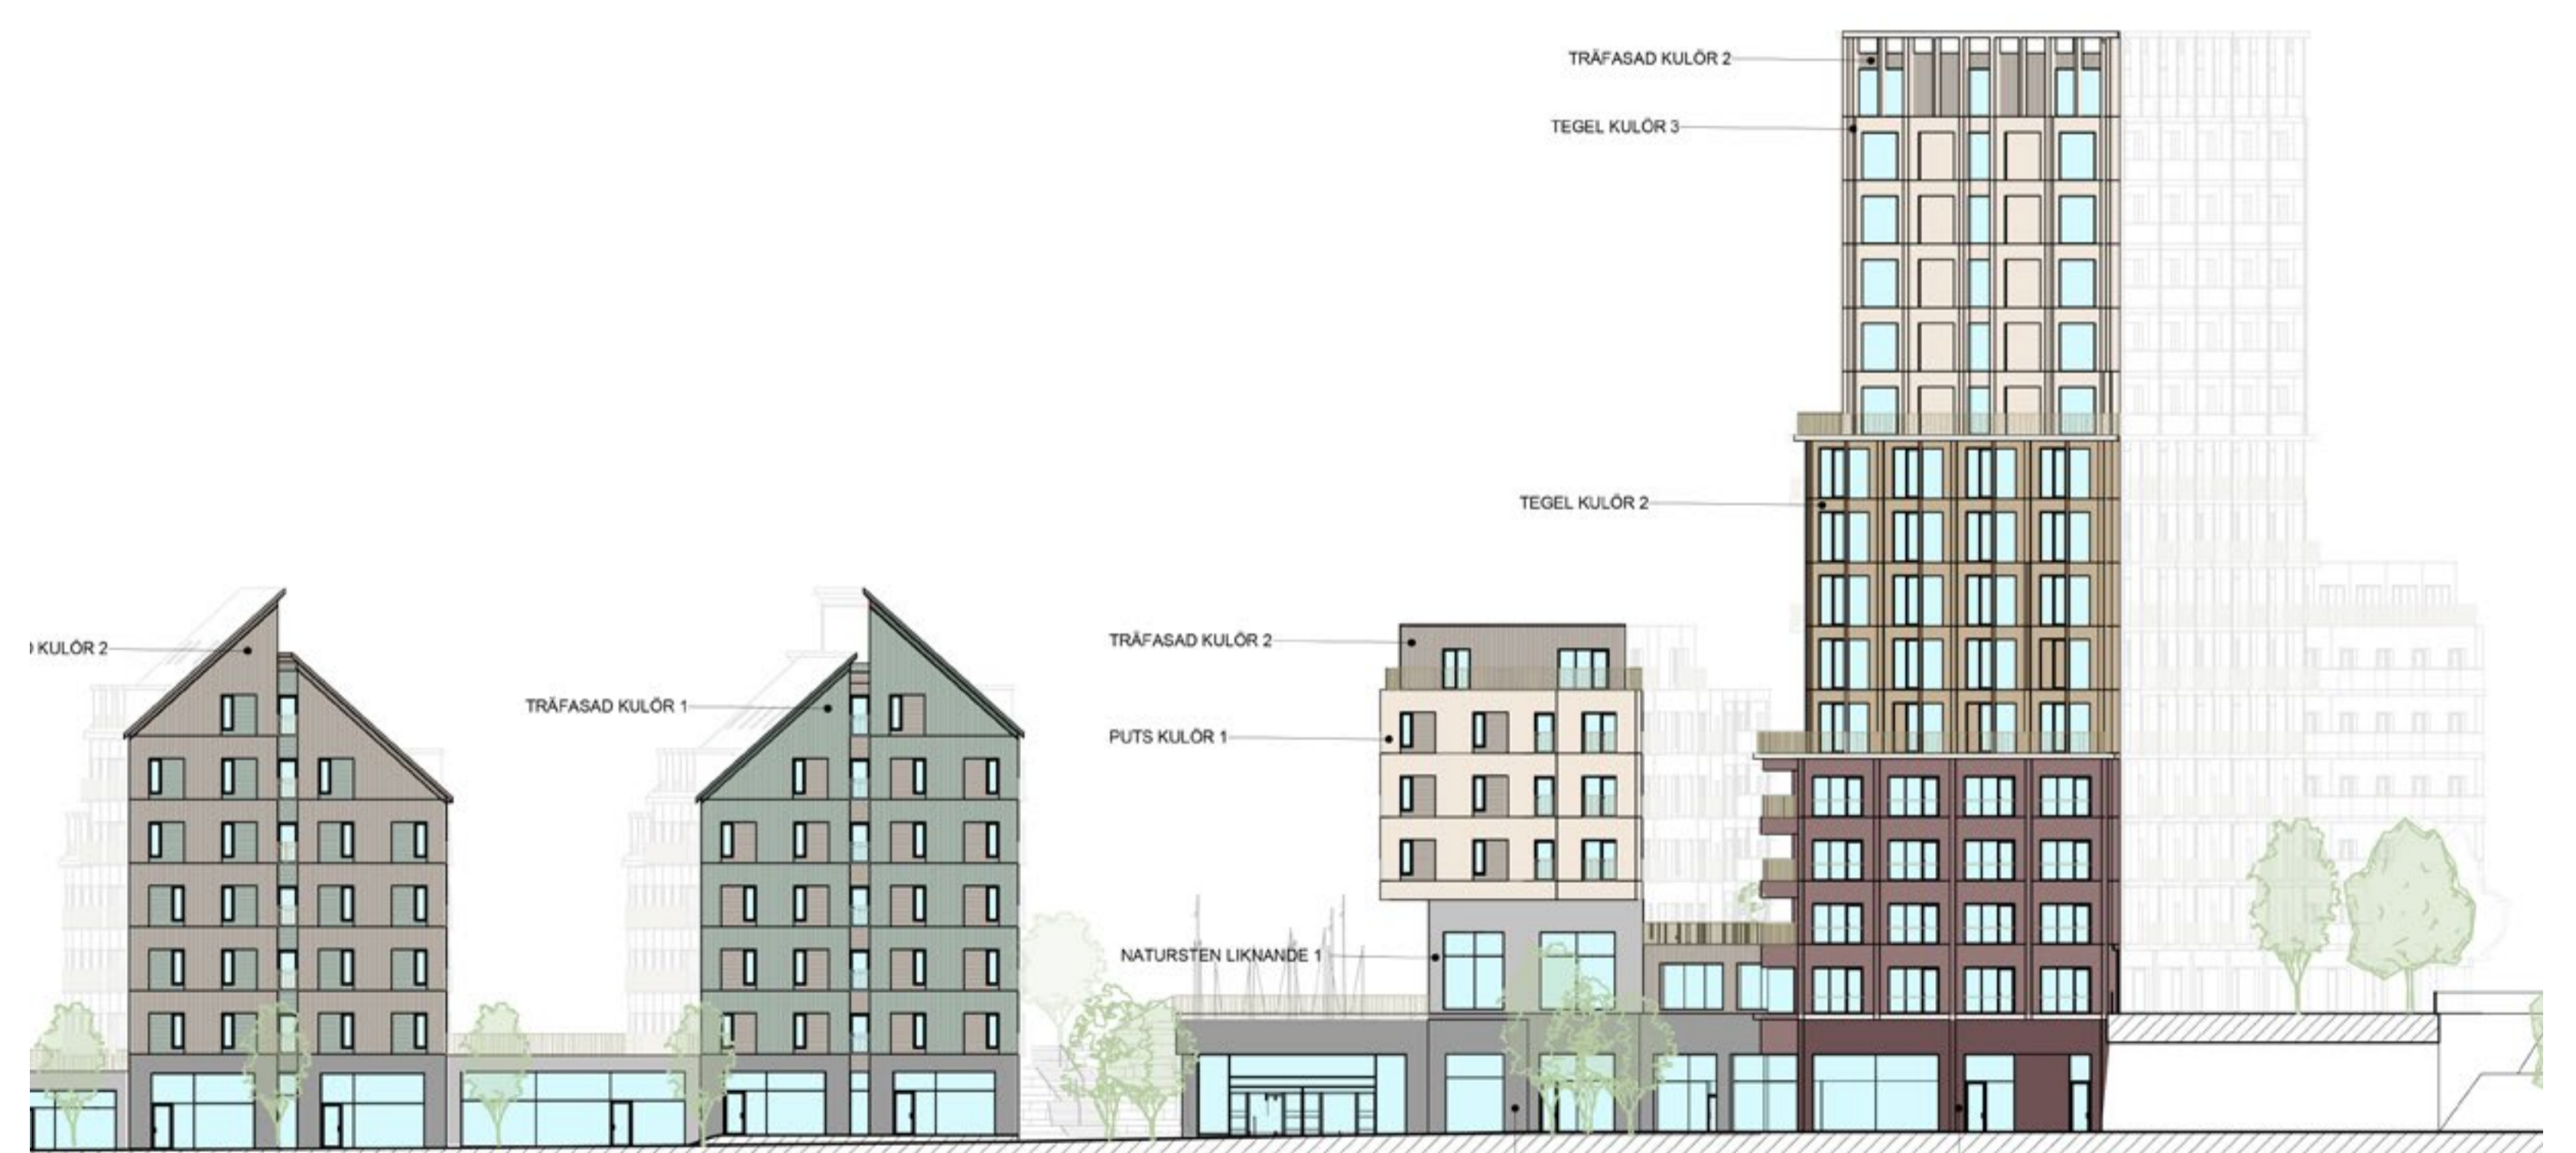 TRÄFASAD KULÖR 2
TEGEL KULÖR 3
TEGEL KULÖR 2
KULÖR 2
TRÄFASAD KULÖR 1
TRÄFASAD KULÖR 2
PUTS KULÖR 1
NATURSTEN LIKNANDE 1